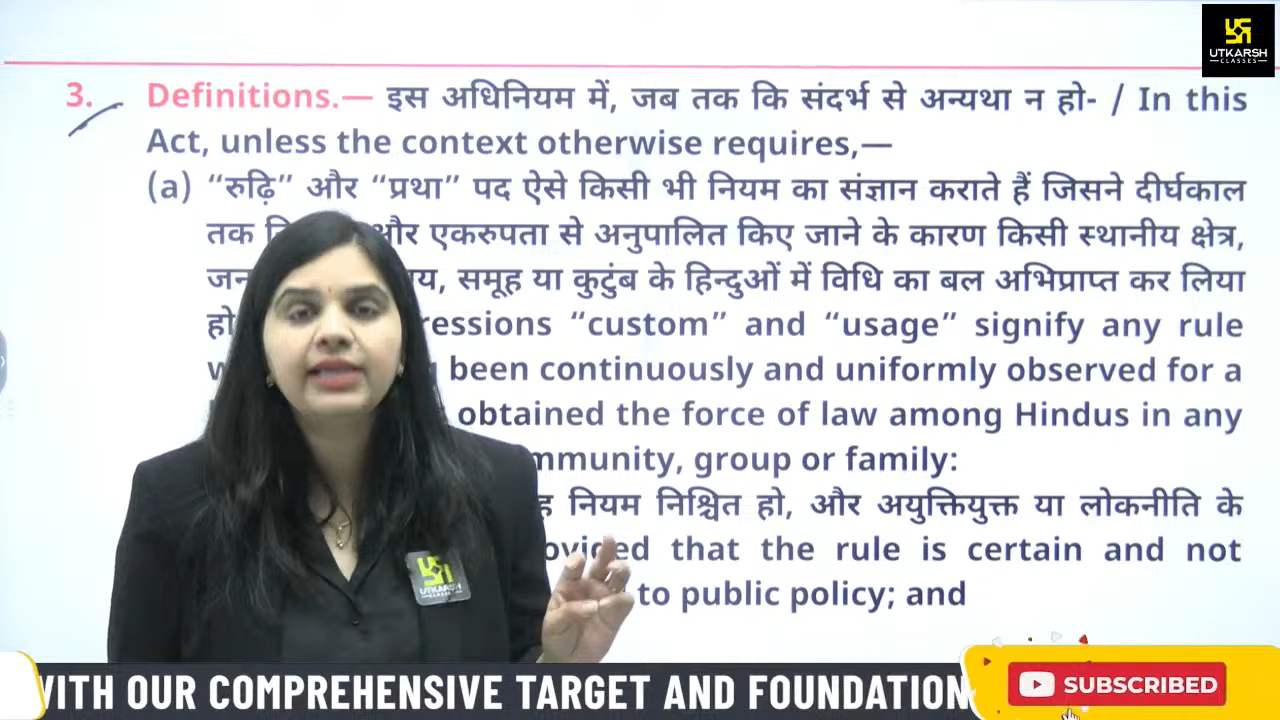 UTKARSH
CLASSES
3. Definitions.— इस अधिनियम में, जब तक कि संदर्भ से अन्यथा न हो- / In this
Act, unless the context otherwise requires,—
(a) “रुढ़ि” और “प्रथा” पद ऐसे किसी भी नियम का संज्ञान कराते हैं जिसने दीर्घकाल
तक और एकरुपता से अनुपालित किए जाने के कारण किसी स्थानीय क्षेत्र,
समूह या कुटुंब के हिन्दुओं में विधि का बल अभिप्राप्त कर लिया
हो “custom” and “usage” signify any rule
been continuously and uniformly observed for a
obtained the force of law among Hindus in any
family:
group or
नियम निश्चित हो, और अयुक्तियुक्त या लोकनीति के
that the rule is certain and not
to public policy; and
UTKARSH
CLASSES
WITH OUR COMPREHENSIVE TARGET AND FOUNDATION
SUBSCRIBED